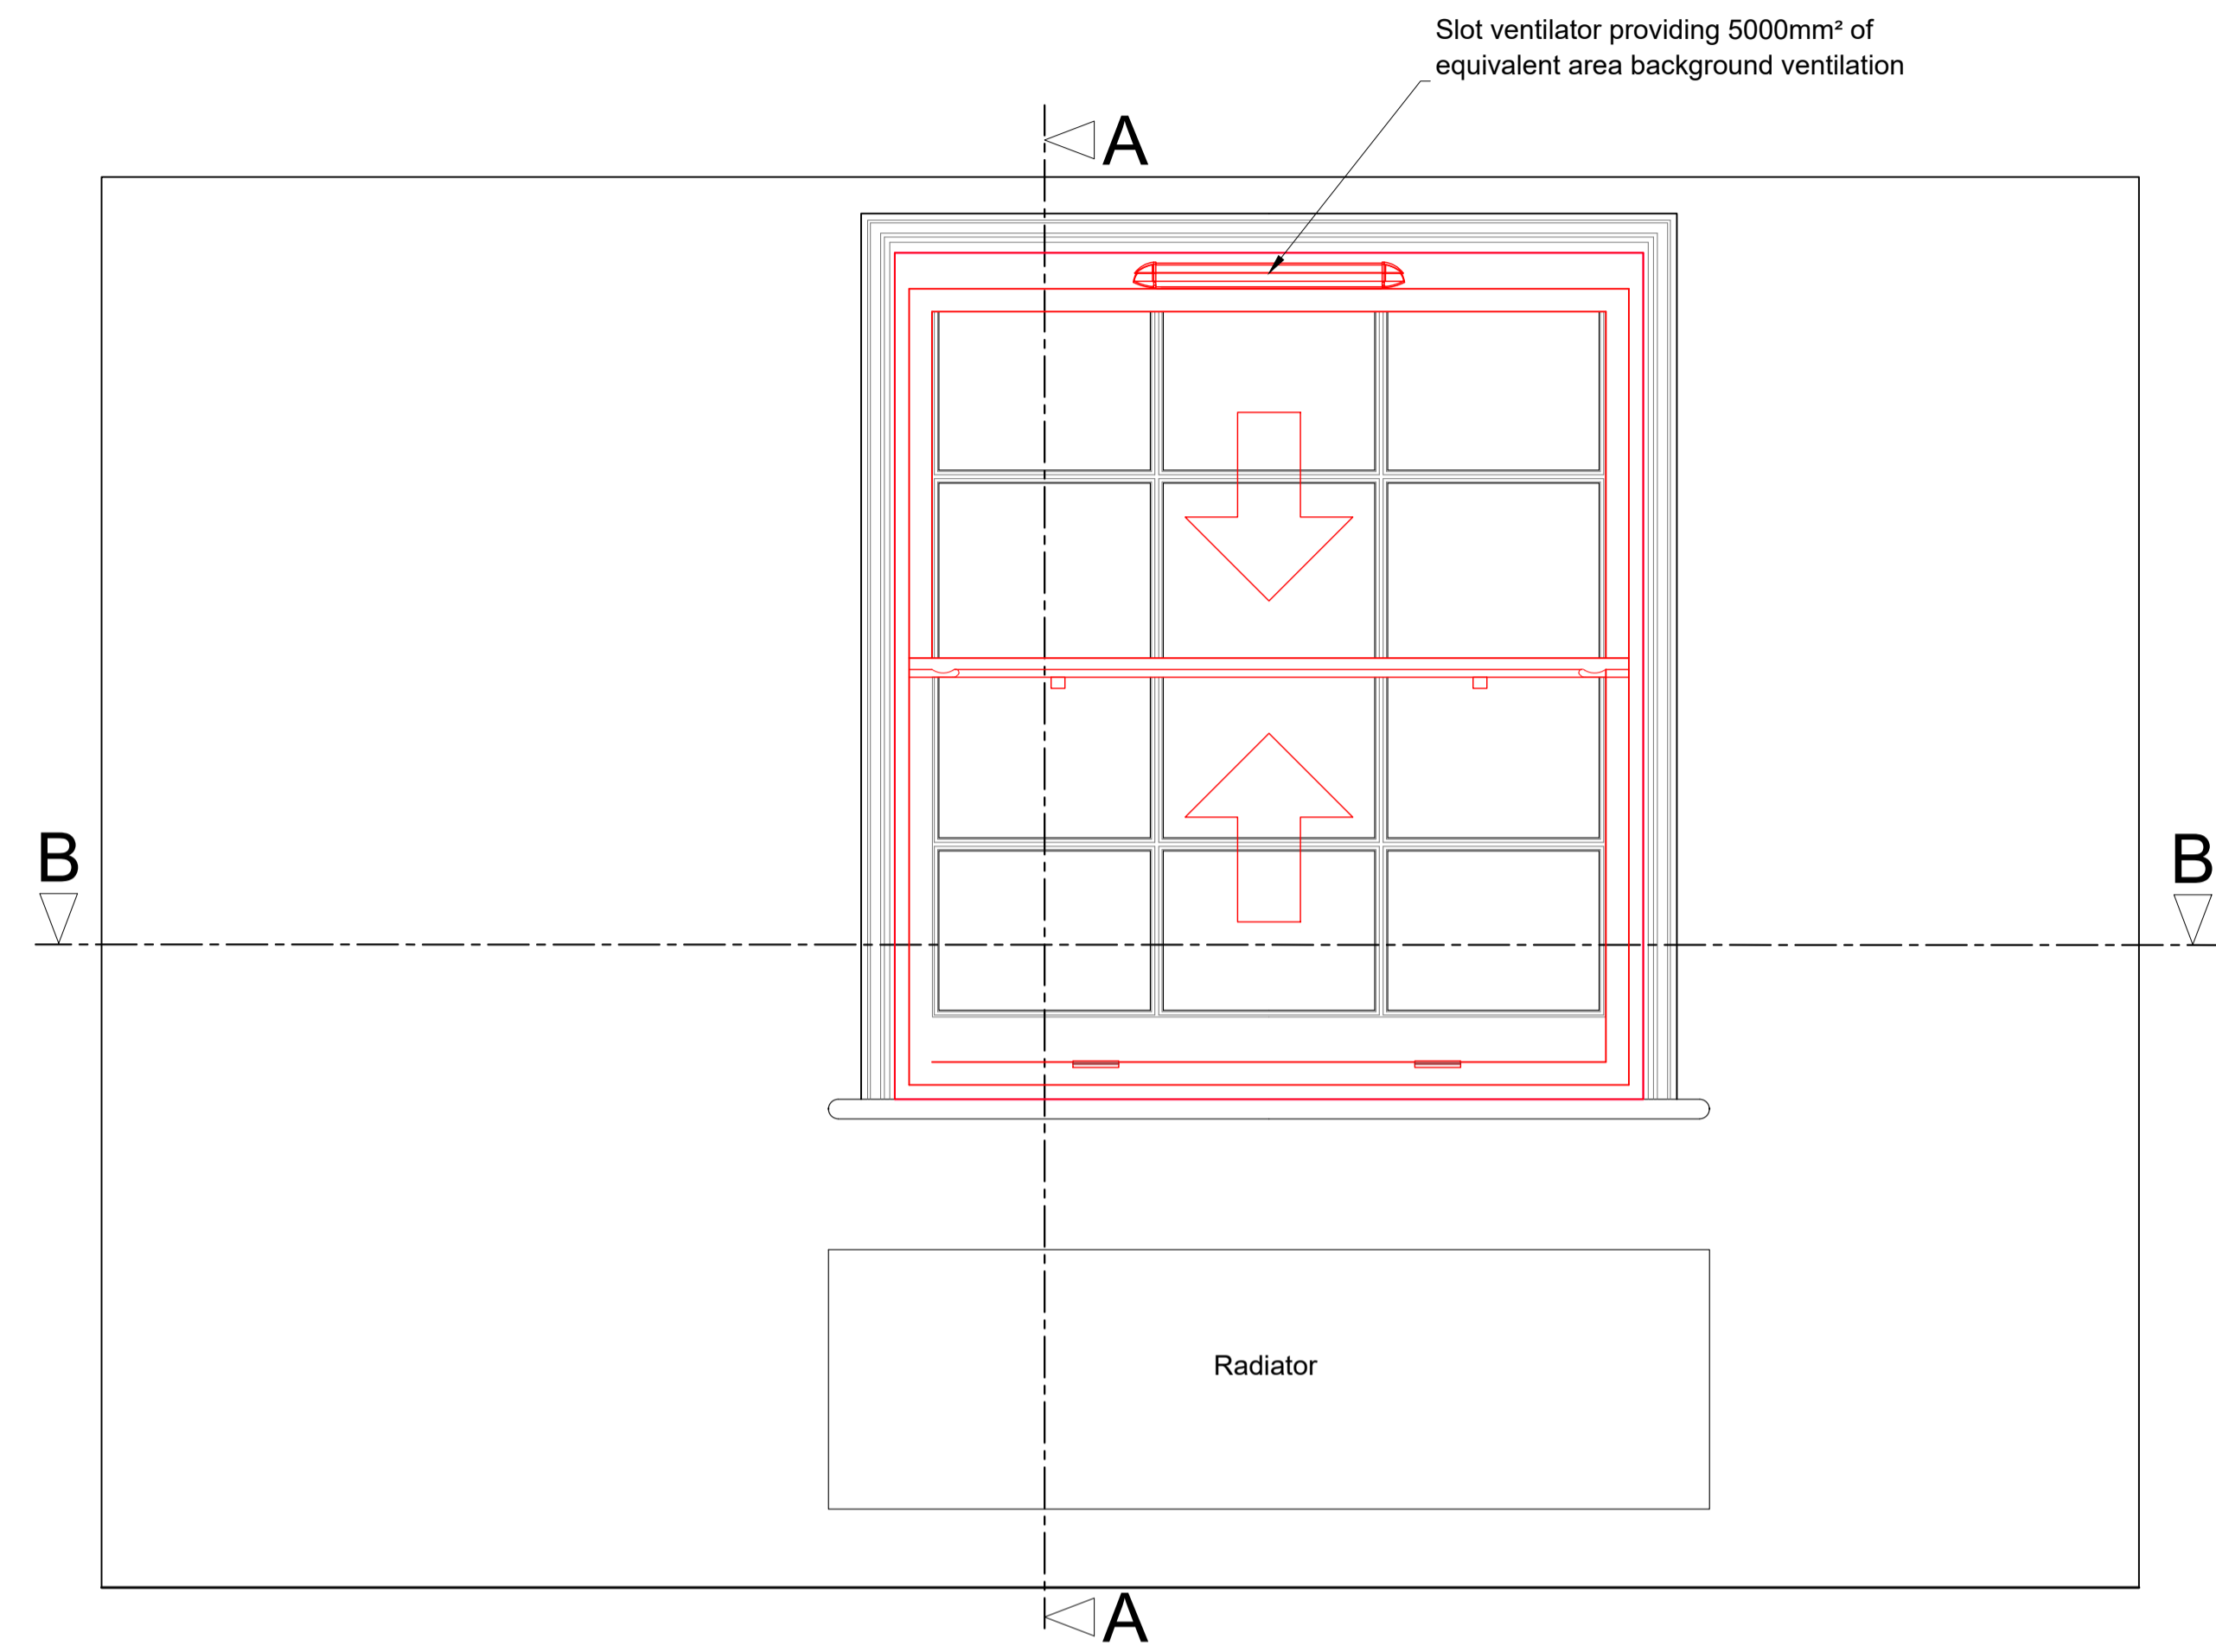 Slot ventilator providing 5000mm² of
equivalent area background ventilation
A
B
B
Radiator
A